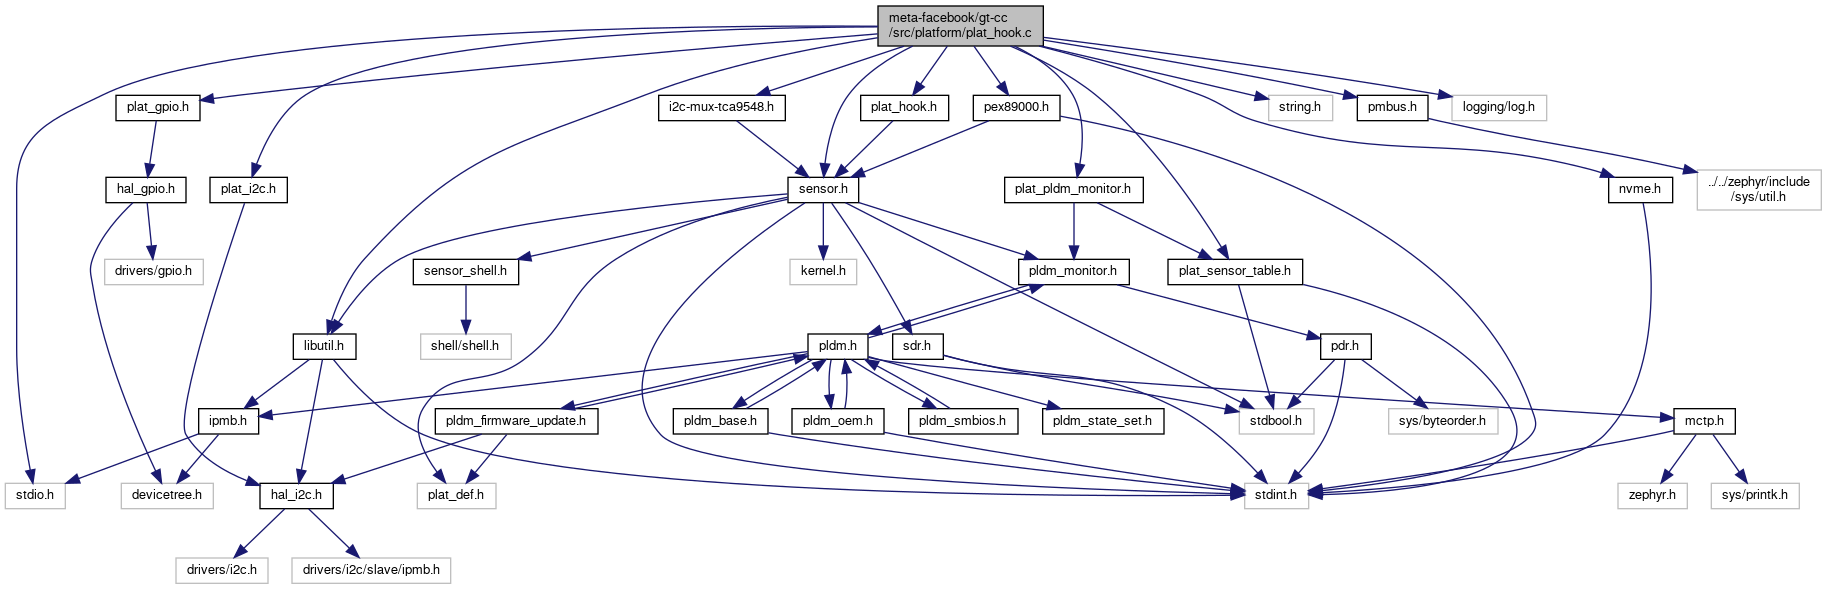 meta-facebook/gt-cc
/src/platform/plat_hook.c
plat_gpio.h
i2c-mux-tca9548.h
plat_hook.h
pex89000.h
string.h
pmbus.h
logging/log.h
hal_gpio.h
plat_i2c.h
sensor.h
plat_pldm_monitor.h
nvme.h
../../zephyr/include
/sys/util.h
drivers/gpio.h
sensor_shell.h
kernel.h
pldm_monitor.h
plat_sensor_table.h
libutil.h
shell/shell.h
pldm.h
sdr.h
pdr.h
ipmb.h
pldm_firmware_update.h
pldm_base.h
pldm_oem.h
pldm_smbios.h
pldm_state_set.h
stdbool.h
sys/byteorder.h
mctp.h
stdio.h
devicetree.h
hal_i2c.h
plat_def.h
stdint.h
zephyr.h
sys/printk.h
drivers/i2c.h
drivers/i2c/slave/ipmb.h